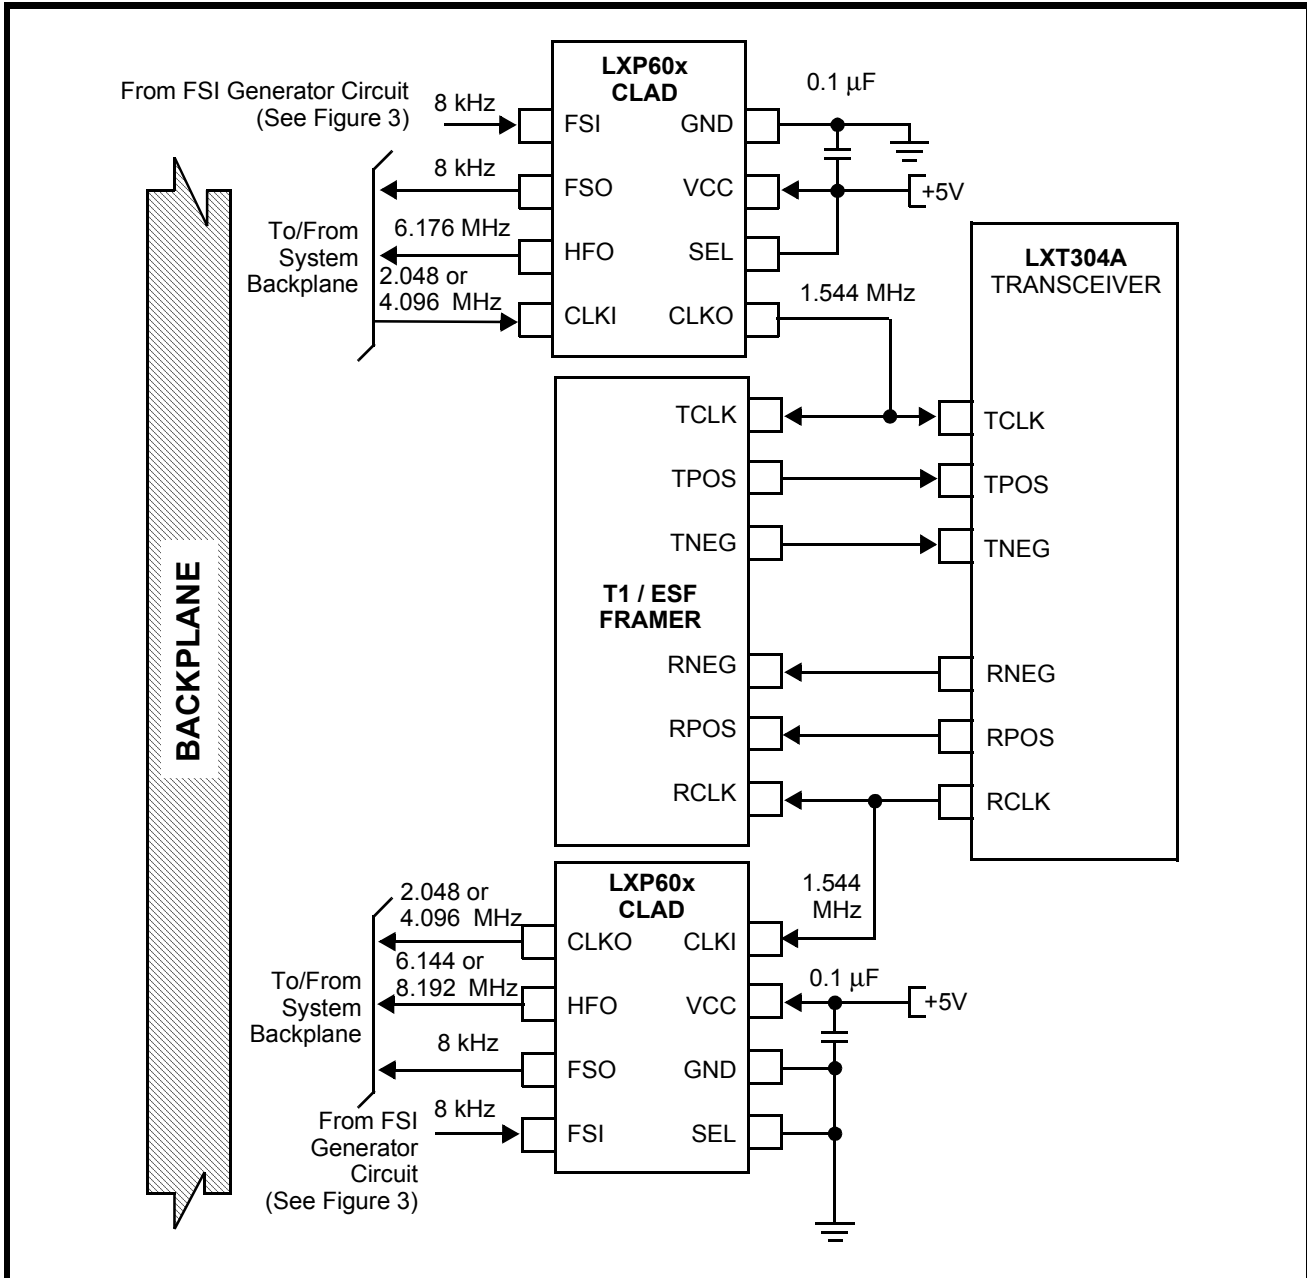 LXP60x
CLAD
0.1 μF
From FSI Generator Circuit
(See Figure 3)
8 kHz
FSI
GND
8 kHz
FSO
VCC
+5V
To/From
System
Backplane
6.176 MHz
HFO
SEL
2.048 or
4.096 MHz
CLKI
CLKO
1.544 MHz
LXT304A
TRANSCEIVER
TCLK
TCLK
TPOS
TPOS
TNEG
TNEG
BACKPLANE
T1 / ESF
FRAMER
RNEG
RNEG
RPOS
RPOS
RCLK
RCLK
LXP60x
CLAD
1.544
MHz
2.048 or
4.096 MHz
CLKO
CLKI
To/From
System
Backplane
6.144 or
8.192 MHz
HFO
VCC
0.1 μF
+5V
8 kHz
FSO
GND
From FSI
Generator
Circuit
(See Figure 3)
8 kHz
FSI
SEL